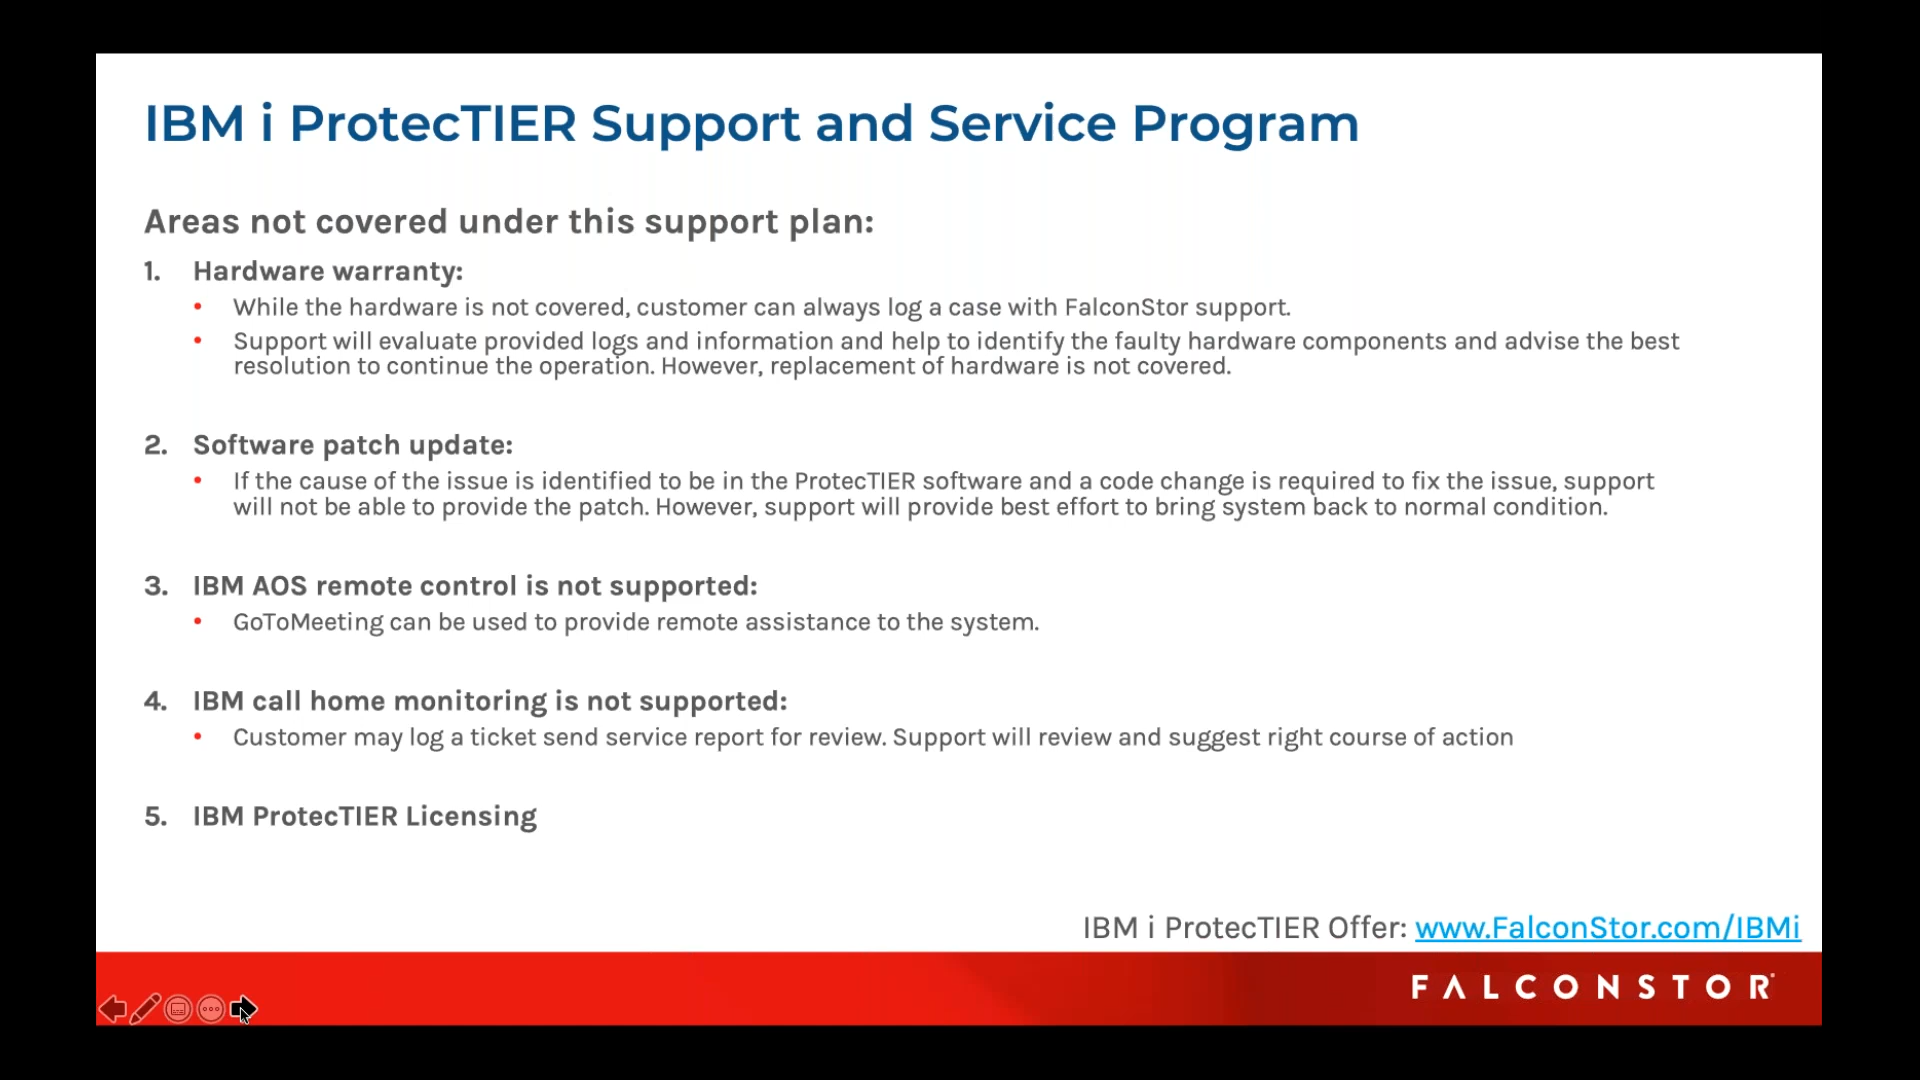 IBM i ProtecTIER Support and Service Program
Areas not covered under this support plan:
1. Hardware warranty:
• While the hardware is not covered, customer can always log a case with FalconStor support.
• Support will evaluate provided logs and information and help to identify the faulty hardware components and advise the best
resolution to continue the operation. However, replacement of hardware is not covered.
2. Software patch update:
• If the cause of the issue is identified to be in the ProtecTIER software and a code change is required to fix the issue, support
will not be able to provide the patch. However, support will provide best effort to bring system back to normal condition.
3. IBM AOS remote control is not supported:
• GoToMeeting can be used to provide remote assistance to the system.
4. IBM call home monitoring is not supported:
• Customer may log a ticket send service report for review. Support will review and suggest right course of action
5. IBM ProtecTIER Licensing
IBM i ProtecTIER Offer: www.FalconStor.com/IBMi
FALCONSTOR